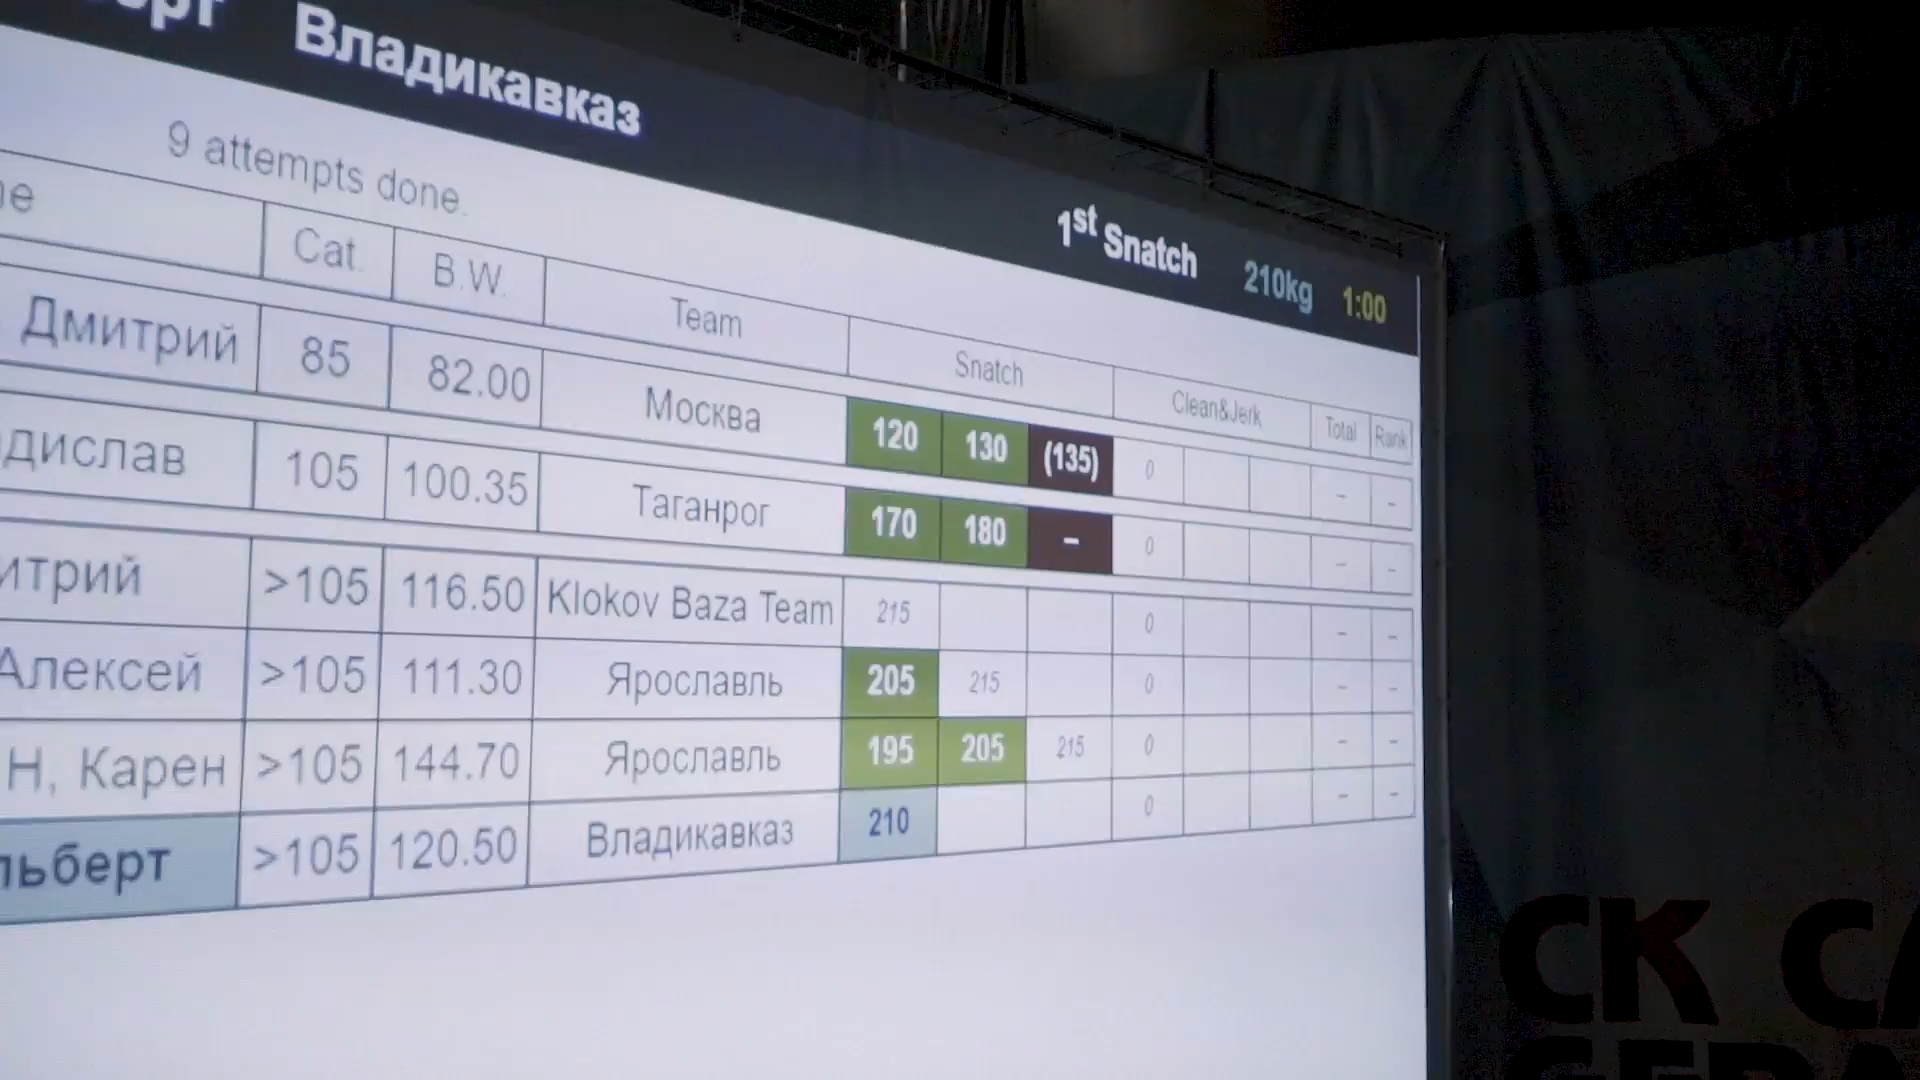 Владикавказ
1st Snatch 210kg 1:00
9 attempts done.
Cat. B.W. Team Snatch Clean&Jerk Total Rank
Дмитрий 85 82.00 Москва 120 130 (135) 0 – –
105 100.35 Таганрог 170 180 – 0 – –
>105 116.50 Klokov Baza Team 215 0 – –
Алексей >105 111.30 Ярославль 205 215 0 – –
Н, Карен >105 144.70 Ярославль 195 205 215 0 – –
льберт >105 120.50 Владикавказ 210 0 – –
СК